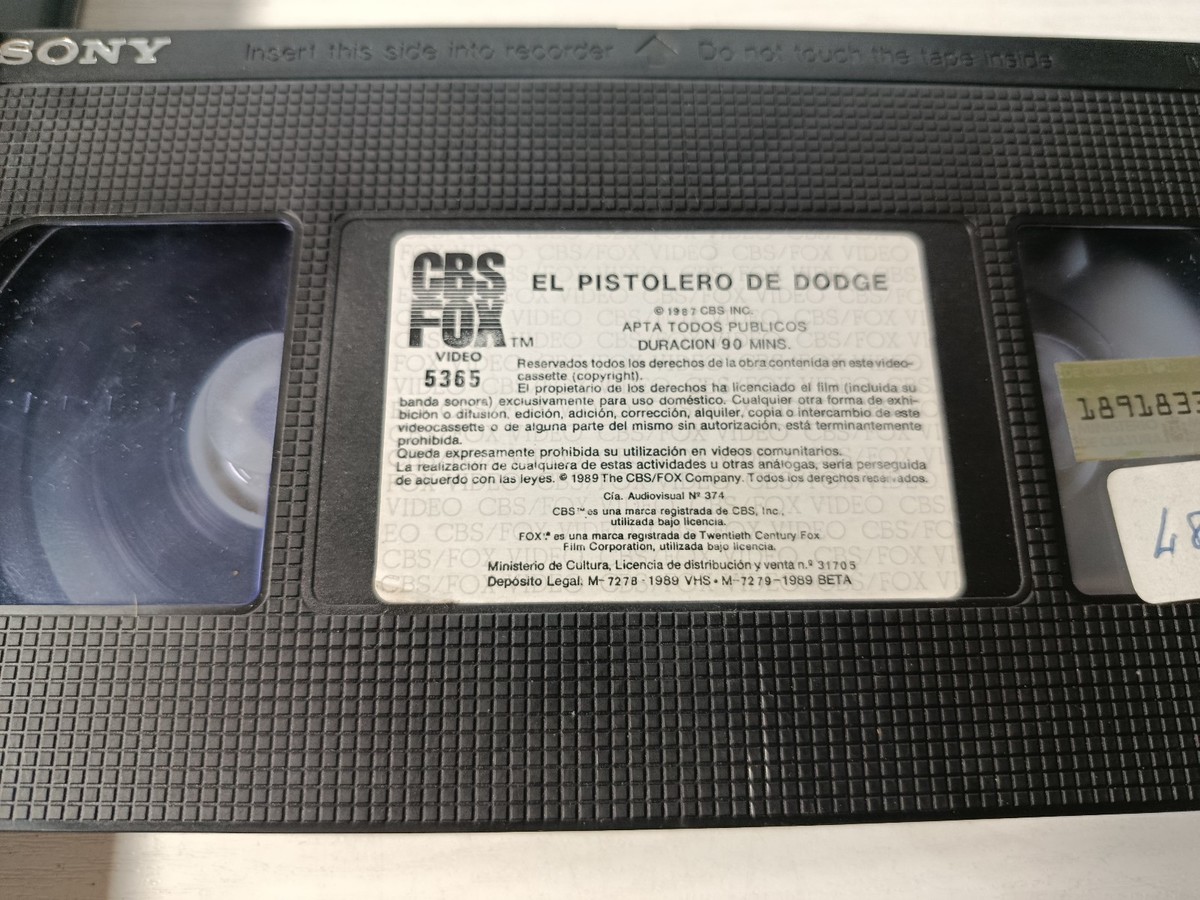 SONY Insert this side into recorder Do not touch the tape inside
CBS
FOX™
VIDEO
5365
EL PISTOLERO DE DODGE
© 1987 CBS INC.
APTA TODOS PUBLICOS
DURACION 90 MINS.
Reservados todos los derechos de la obra contenida en este video-
cassette (copyright).
El propietario de los derechos ha licenciado el film (incluida su
banda sonora) exclusivamente para uso doméstico. Cualquier otra forma de exhi-
bición o difusión, edición, adición, corrección, alquiler, copia o intercambio de este
videocassette o de alguna parte del mismo sin autorización, está terminantemente
prohibida.
Queda expresamente prohibida su utilización en videos comunitarios.
La realización de cualquiera de estas actividades u otras análogas, sería perseguida
de acuerdo con las leyes. © 1989 The CBS/FOX Company. Todos los derechos reservados.
Cía. Audiovisual Nº 374
CBS™ es una marca registrada de CBS, Inc.,
utilizada bajo licencia.
FOX® es una marca registrada de Twentieth Century Fox
Film Corporation, utilizada bajo licencia.
Ministerio de Cultura, Licencia de distribución y venta n.º 31705
Depósito Legal: M-7278-1989 VHS • M-7279-1989 BETA
1891833
48